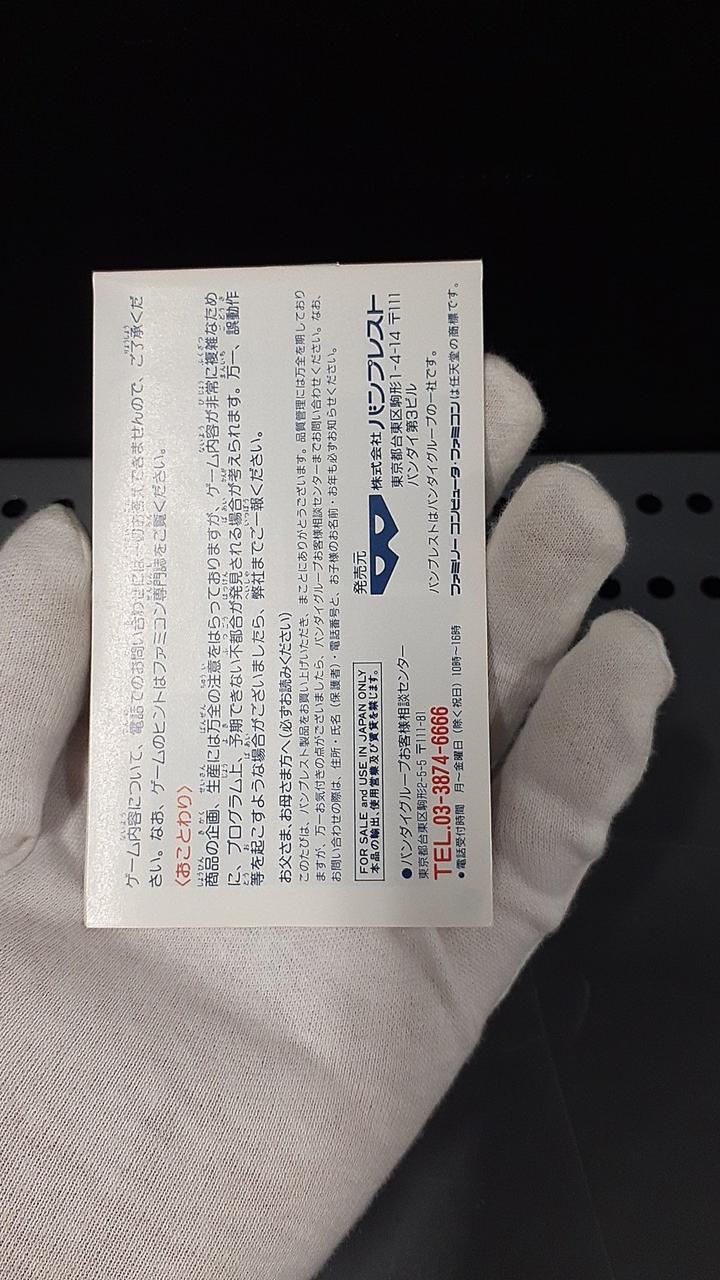 ゲーム内容について、電話でのお問い合わせには一切お答えできませんので、ご了承くだ
さい。なお、ゲームのヒントはファミコン専門誌をご覧ください。
〈おことわり〉
商品の企画、生産には万全の注意をはらっておりますが、ゲーム内容が非常に複雑なため
に、プログラム上、予期できない不都合が発見される場合が考えられます。万一、誤動作
等を起こすような場合がございましたら、弊社までご一報ください。
お父さま、お母さま方へ(必ずお読みください)
このたびは、バンプレスト製品をお買い上げいただき、まことにありがとうございます。品質管理には万全を期しており
ますが、万一お気付きの点がございましたら、バンダイグループお客様相談センターまでお問い合わせください。なお、
お問い合わせの際は、住所・氏名(保護者)・電話番号と、お子様のお名前・お年も必ずお知らせください。
FOR SALE and USE IN JAPAN ONLY
本品の輸出、使用営業及び賃貸を禁じます。
●バンダイグループお客様相談センター
東京都台東区駒形2-5-5 〒111-81
TEL.03-3874-6666
•電話受付時間 月〜金曜日(除く祝日)10時〜16時
発売元
株式会社バンプレスト
東京都台東区駒形1-4-14 〒111
バンダイ第3ビル
バンプレストはバンダイグループの一社です。
ファミリーコンピュータ・ファミコンは任天堂の商標です。